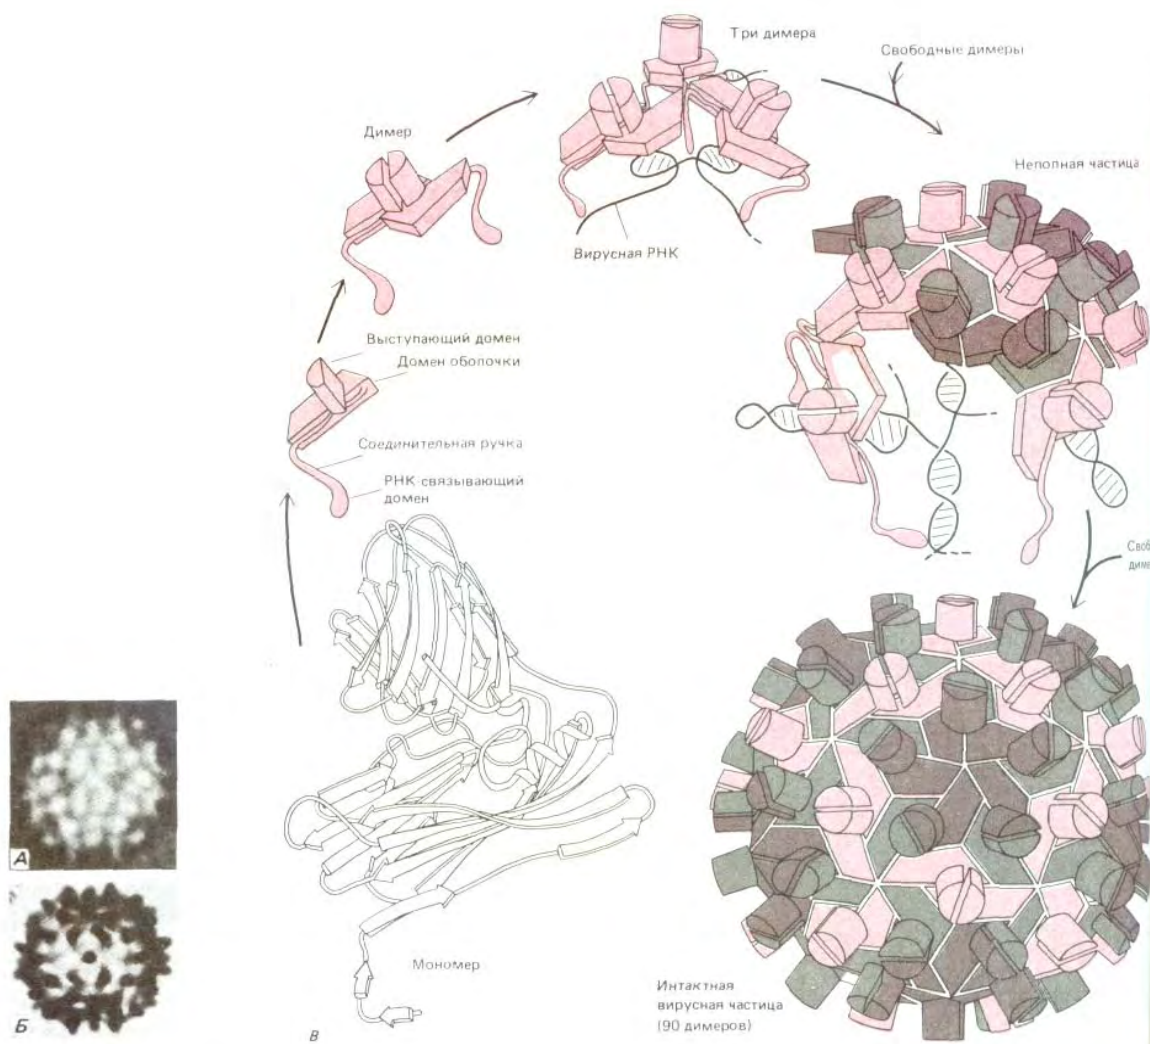 Три димера
Свободные димеры
Димер
Неполная частица
Вирусная РНК
Выступающий домен
Домен оболочки
Соединительная ручка
РНК-связывающий
домен
А
Мономер
Интактная
вирусная частица
(90 димеров)
Б
В